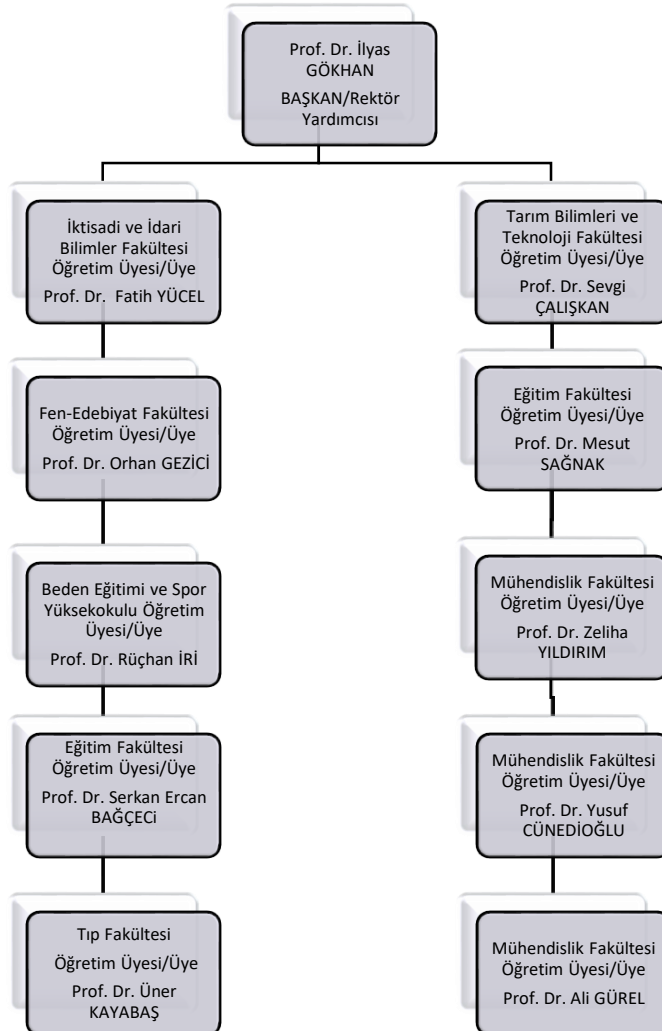 Prof. Dr. İlyas
GÖKHAN
BAŞKAN/Rektör
Yardımcısı
İktisadi ve İdari
Bilimler Fakültesi
Öğretim Üyesi/Üye
Prof. Dr. Fatih YÜCEL
Fen-Edebiyat Fakültesi
Öğretim Üyesi/Üye
Prof. Dr. Orhan GEZİCİ
Beden Eğitimi ve Spor
Yüksekokulu Öğretim
Üyesi/Üye
Prof. Dr. Rüçhan İRİ
Eğitim Fakültesi
Öğretim Üyesi/Üye
Prof. Dr. Serkan Ercan
BAĞÇECi
Tıp Fakültesi
Öğretim Üyesi/Üye
Prof. Dr. Üner
KAYABAŞ
Tarım Bilimleri ve
Teknoloji Fakültesi
Öğretim Üyesi/Üye
Prof. Dr. Sevgi
ÇALIŞKAN
Eğitim Fakültesi
Öğretim Üyesi/Üye
Prof. Dr. Mesut
SAĞNAK
Mühendislik Fakültesi
Öğretim Üyesi/Üye
Prof. Dr. Zeliha
YILDIRIM
Mühendislik Fakültesi
Öğretim Üyesi/Üye
Prof. Dr. Yusuf
CÜNEDİOĞLU
Mühendislik Fakültesi
Öğretim Üyesi/Üye
Prof. Dr. Ali GÜREL